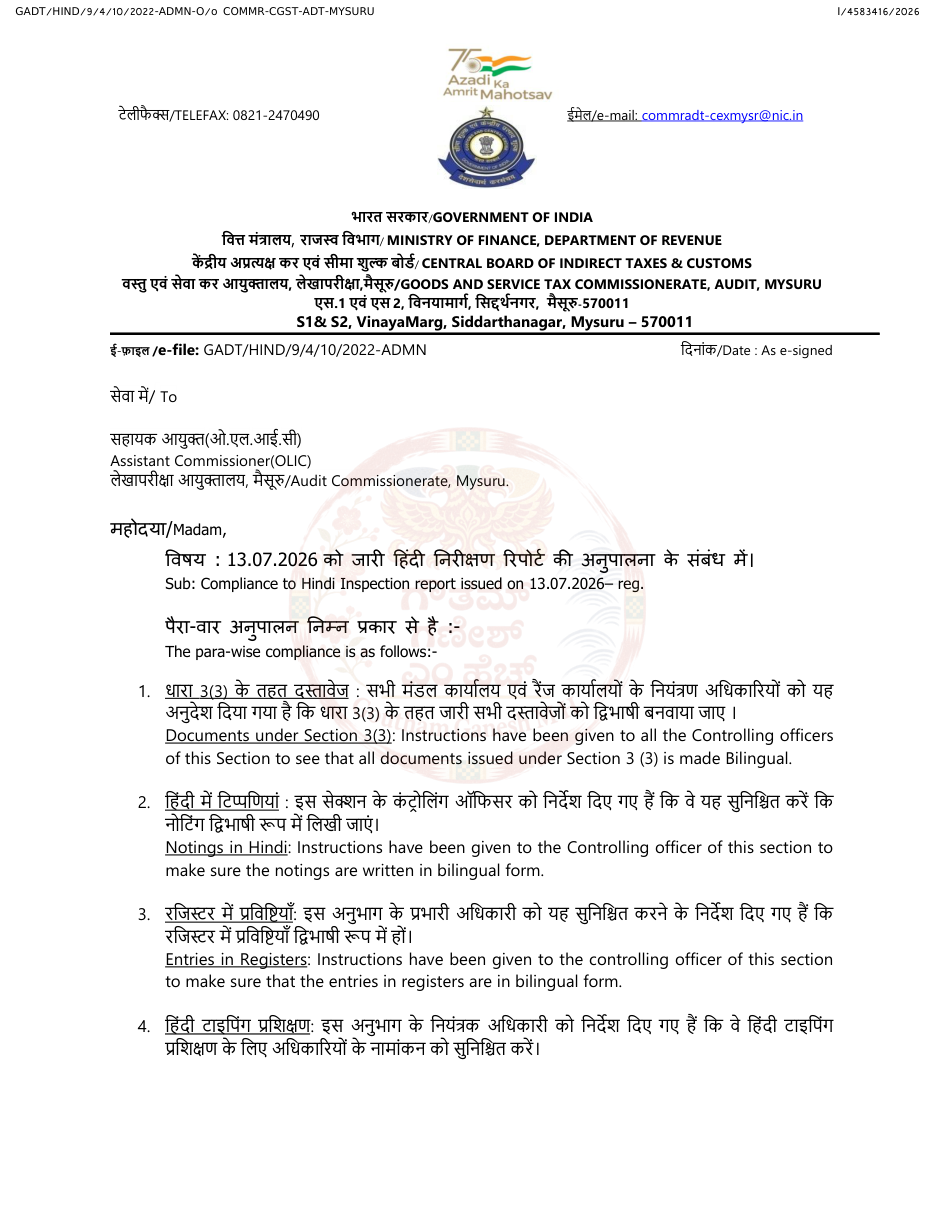 GADT/HIND/9/4/10/2022-ADMN-O/o COMMR-CGST-ADT-MYSURU
I/4583416/2026
75
Azadi Ka
Amrit Mahotsav
टेलीफैक्स/TELEFAX: 0821-2470490
ईमेल/e-mail: commradt-cexmysr@nic.in
भारत सरकार/GOVERNMENT OF INDIA
वित्त मंत्रालय, राजस्व विभाग/ MINISTRY OF FINANCE, DEPARTMENT OF REVENUE
केंद्रीय अप्रत्यक्ष कर एवं सीमा शुल्क बोर्ड/ CENTRAL BOARD OF INDIRECT TAXES & CUSTOMS
वस्तु एवं सेवा कर आयुक्तालय, लेखापरीक्षा,मैसूरु/GOODS AND SERVICE TAX COMMISSIONERATE, AUDIT, MYSURU
एस.1 एवं एस 2, विनयामार्ग, सिद्दर्थनगर, मैसूरु-570011
S1& S2, VinayaMarg, Siddarthanagar, Mysuru – 570011
ई-फ़ाइल /e-file: GADT/HIND/9/4/10/2022-ADMN
दिनांक/Date : As e-signed
सेवा में/ To
सहायक आयुक्त(ओ.एल.आई.सी)
Assistant Commissioner(OLIC)
लेखापरीक्षा आयुक्तालय, मैसूरु/Audit Commissionerate, Mysuru.
महोदया/Madam,
विषय : 13.07.2026 को जारी हिंदी निरीक्षण रिपोर्ट की अनुपालना के संबंध में।
Sub: Compliance to Hindi Inspection report issued on 13.07.2026– reg.
ಗೌತಮ್
ಗಣೇಶ್
ಎಂ ಹೆಚ್
पैरा-वार अनुपालन निम्न प्रकार से है :-
The para-wise compliance is as follows:-
1. धारा 3(3) के तहत दस्तावेज : सभी मंडल कार्यालय एवं रैंज कार्यालयों के नियंत्रण अधिकारियों को यह
अनुदेश दिया गया है कि धारा 3(3) के तहत जारी सभी दस्तावेजों को द्विभाषी बनवाया जाए ।
Documents under Section 3(3): Instructions have been given to all the Controlling officers
of this Section to see that all documents issued under Section 3 (3) is made Bilingual.
2. हिंदी में टिप्पणियां : इस सेक्शन के कंट्रोलिंग ऑफिसर को निर्देश दिए गए हैं कि वे यह सुनिश्चित करें कि
नोटिंग द्विभाषी रूप में लिखी जाएं।
Notings in Hindi: Instructions have been given to the Controlling officer of this section to
make sure the notings are written in bilingual form.
3. रजिस्टर में प्रविष्टियाँ: इस अनुभाग के प्रभारी अधिकारी को यह सुनिश्चित करने के निर्देश दिए गए हैं कि
रजिस्टर में प्रविष्टियाँ द्विभाषी रूप में हों।
Entries in Registers: Instructions have been given to the controlling officer of this section
to make sure that the entries in registers are in bilingual form.
4. हिंदी टाइपिंग प्रशिक्षण: इस अनुभाग के नियंत्रक अधिकारी को निर्देश दिए गए हैं कि वे हिंदी टाइपिंग
प्रशिक्षण के लिए अधिकारियों के नामांकन को सुनिश्चित करें।